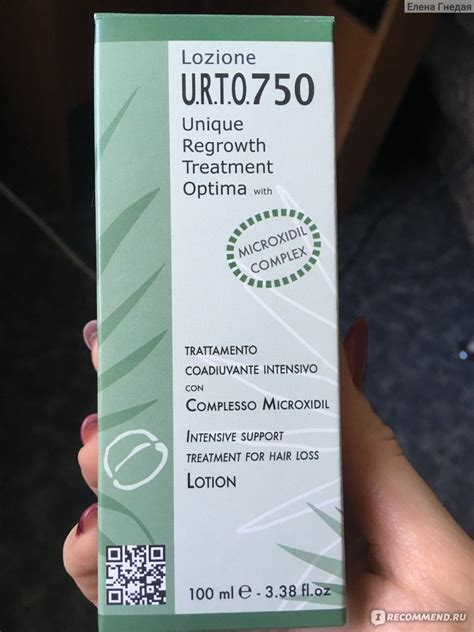 Елена Гнедая
Lozione
U.R.T.O.750
Unique
Regrowth
Treatment
Optima with
MICROXIDIL
COMPLEX
TRATTAMENTO
COADIUVANTE INTENSIVO
CON
COMPLESSO MICROXIDIL
INTENSIVE SUPPORT
TREATMENT FOR HAIR LOSS
LOTION
100 ml e - 3.38 fl.oz
I RECOMMEND.RU